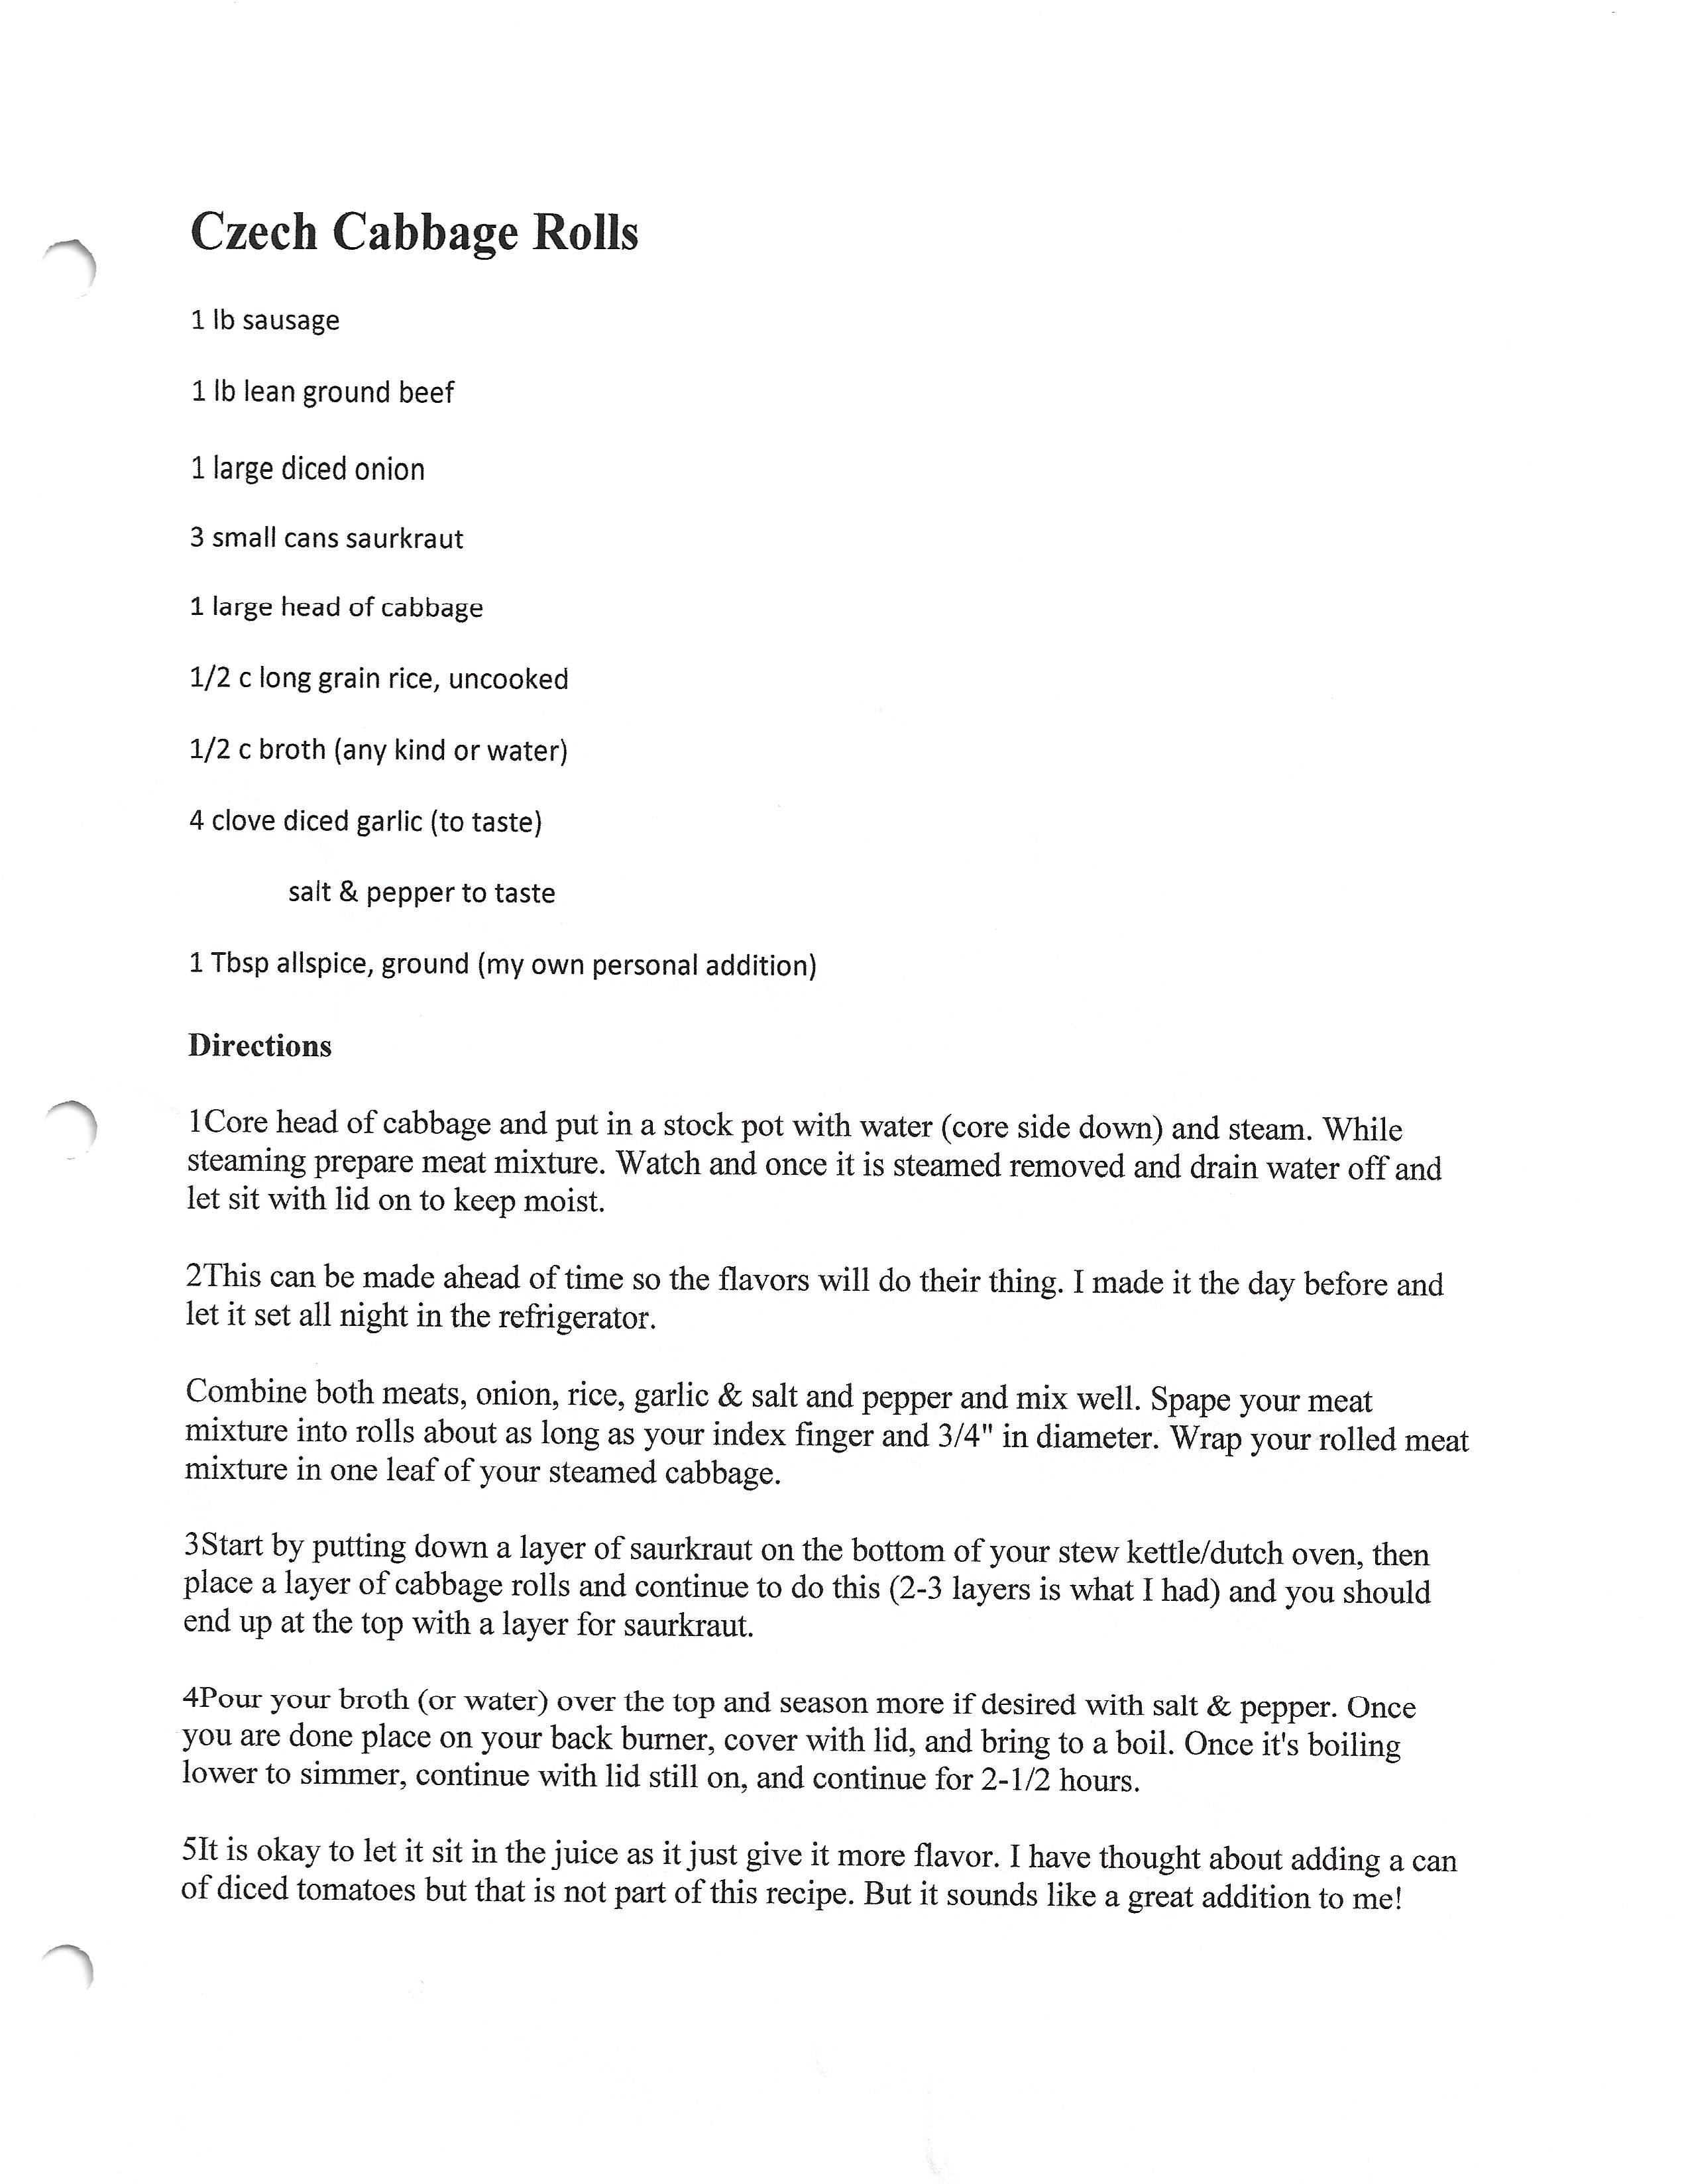 Czech Cabbage Rolls
1 lb sausage
1 lb lean ground beef
1 large diced onion
3 small cans saurkraut
1 large head of cabbage
1/2 c long grain rice, uncooked
1/2 c broth (any kind or water)
4 clove diced garlic (to taste)
salt & pepper to taste
1 Tbsp allspice, ground (my own personal addition)
Directions
1Core head of cabbage and put in a stock pot with water (core side down) and steam. While
steaming prepare meat mixture. Watch and once it is steamed removed and drain water off and
let sit with lid on to keep moist.
2This can be made ahead of time so the flavors will do their thing. I made it the day before and
let it set all night in the refrigerator.
Combine both meats, onion, rice, garlic & salt and pepper and mix well. Spape your meat
mixture into rolls about as long as your index finger and 3/4" in diameter. Wrap your rolled meat
mixture in one leaf of your steamed cabbage.
3Start by putting down a layer of saurkraut on the bottom of your stew kettle/dutch oven, then
place a layer of cabbage rolls and continue to do this (2-3 layers is what I had) and you should
end up at the top with a layer for saurkraut.
4Pour your broth (or water) over the top and season more if desired with salt & pepper. Once
you are done place on your back burner, cover with lid, and bring to a boil. Once it's boiling
lower to simmer, continue with lid still on, and continue for 2-1/2 hours.
5It is okay to let it sit in the juice as it just give it more flavor. I have thought about adding a can
of diced tomatoes but that is not part of this recipe. But it sounds like a great addition to me!